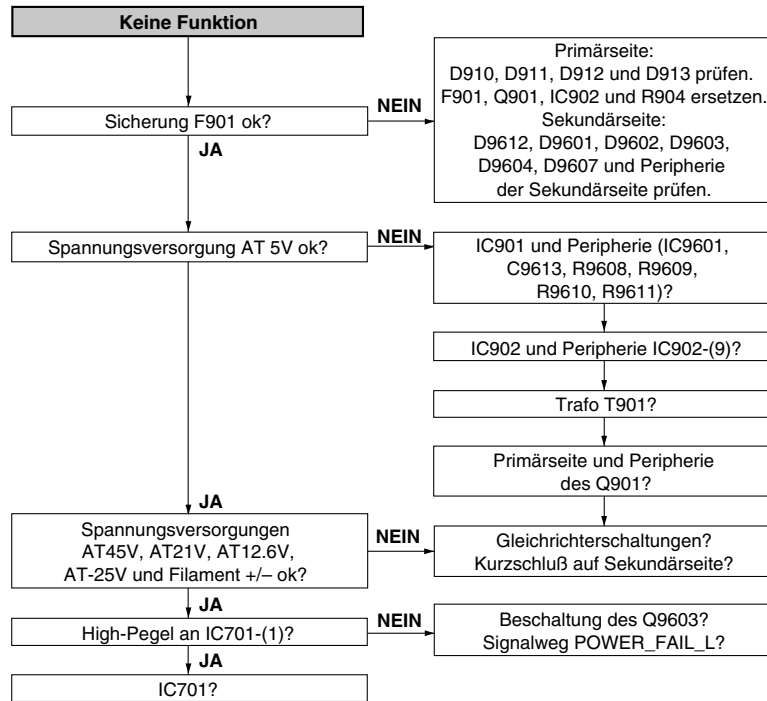 Keine Funktion
Sicherung F901 ok?
NEIN
Primärseite:
D910, D911, D912 und D913 prüfen.
F901, Q901, IC902 und R904 ersetzen.
Sekundärseite:
D9612, D9601, D9602, D9603,
D9604, D9607 und Peripherie
der Sekundärseite prüfen.
JA
Spannungsversorgung AT 5V ok?
NEIN
IC901 und Peripherie (IC9601,
C9613, R9608, R9609,
R9610, R9611)?
IC902 und Peripherie IC902-(9)?
Trafo T901?
Primärseite und Peripherie
des Q901?
JA
Spannungsversorgungen
AT45V, AT21V, AT12.6V,
AT-25V und Filament +/– ok?
NEIN
Gleichrichterschaltungen?
Kurzschluß auf Sekundärseite?
JA
High-Pegel an IC701-(1)?
NEIN
Beschaltung des Q9603?
Signalweg POWER_FAIL_L?
JA
IC701?